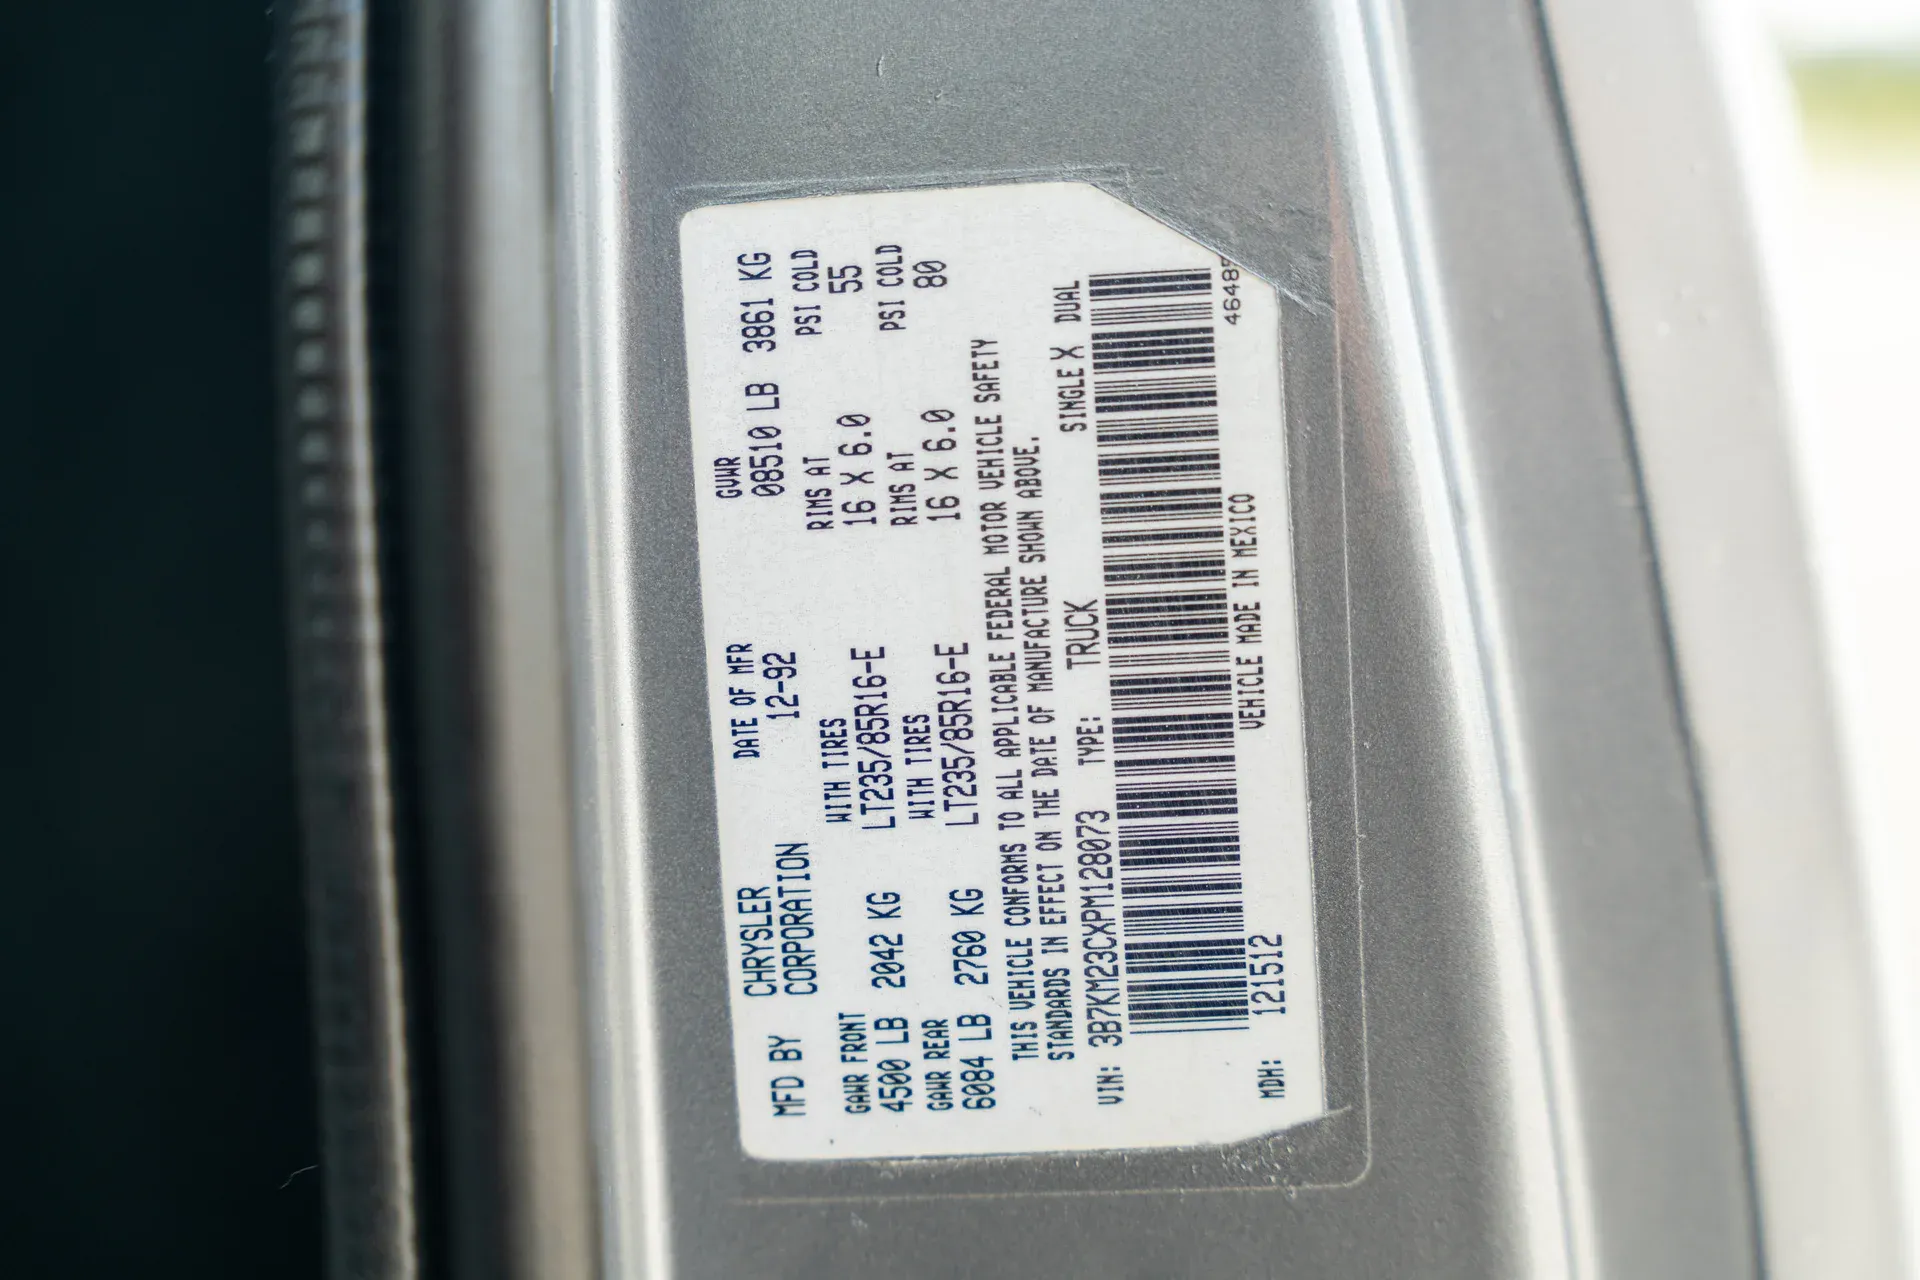 MFD BY CHRYSLER CORPORATION DATE OF MFR 12-92 GVWR 08510 LB 3861 KG
GAWR FRONT WITH TIRES RIMS AT PSI COLD
4500 LB 2042 KG LT235/85R16-E 16 X 6.0 55
GAWR REAR WITH TIRES RIMS AT PSI COLD
6084 LB 2760 KG LT235/85R16-E 16 X 6.0 80
THIS VEHICLE CONFORMS TO ALL APPLICABLE FEDERAL MOTOR VEHICLE SAFETY
STANDARDS IN EFFECT ON THE DATE OF MANUFACTURE SHOWN ABOVE.
VIN: 3B7KM23CXPM128073 TYPE: TRUCK SINGLE X DUAL
MDH: 121512 VEHICLE MADE IN MEXICO